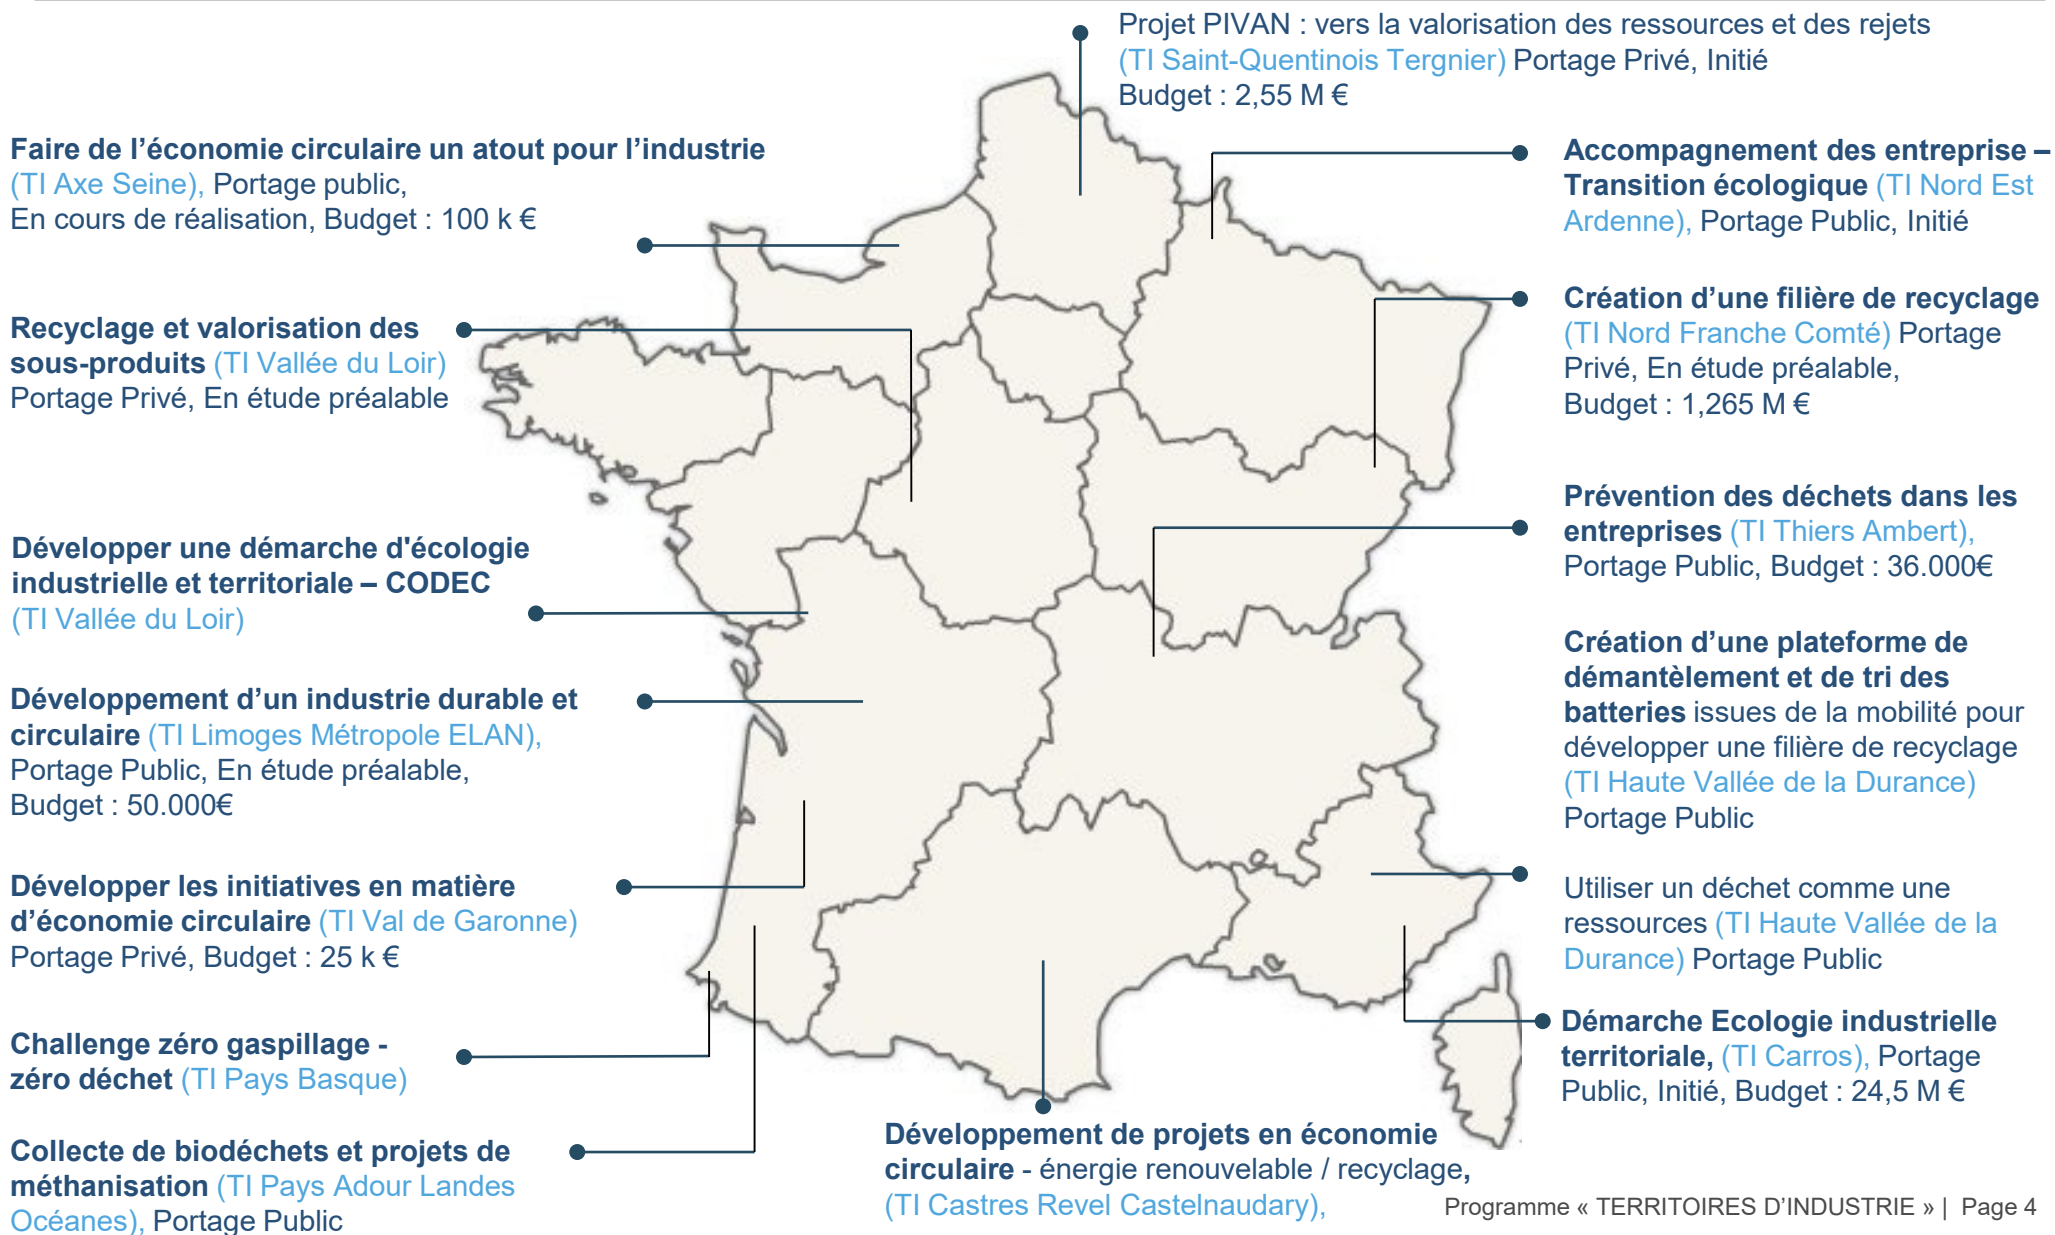 Projet PIVAN : vers la valorisation des ressources et des rejets
(TI Saint-Quentinois Tergnier) Portage Privé, Initié
Budget : 2,55 M €
Faire de l’économie circulaire un atout pour l’industrie
(TI Axe Seine), Portage public,
En cours de réalisation, Budget : 100 k €
Recyclage et valorisation des
sous-produits (TI Vallée du Loir)
Portage Privé, En étude préalable
Développer une démarche d'écologie
industrielle et territoriale – CODEC
(TI Vallée du Loir)
Développement d’un industrie durable et
circulaire (TI Limoges Métropole ELAN),
Portage Public, En étude préalable,
Budget : 50.000€
Développer les initiatives en matière
d’économie circulaire (TI Val de Garonne)
Portage Privé, Budget : 25 k €
Challenge zéro gaspillage -
zéro déchet (TI Pays Basque)
Collecte de biodéchets et projets de
méthanisation (TI Pays Adour Landes
Océanes), Portage Public
Accompagnement des entreprise –
Transition écologique (TI Nord Est
Ardenne), Portage Public, Initié
Création d’une filière de recyclage
(TI Nord Franche Comté) Portage
Privé, En étude préalable,
Budget : 1,265 M €
Prévention des déchets dans les
entreprises (TI Thiers Ambert),
Portage Public, Budget : 36.000€
Création d’une plateforme de
démantèlement et de tri des
batteries issues de la mobilité pour
développer une filière de recyclage
(TI Haute Vallée de la Durance)
Portage Public
Utiliser un déchet comme une
ressources (TI Haute Vallée de la
Durance) Portage Public
Démarche Ecologie industrielle
territoriale, (TI Carros), Portage
Public, Initié, Budget : 24,5 M €
Développement de projets en économie
circulaire - énergie renouvelable / recyclage,
(TI Castres Revel Castelnaudary),
Programme « TERRITOIRES D’INDUSTRIE » | Page 4